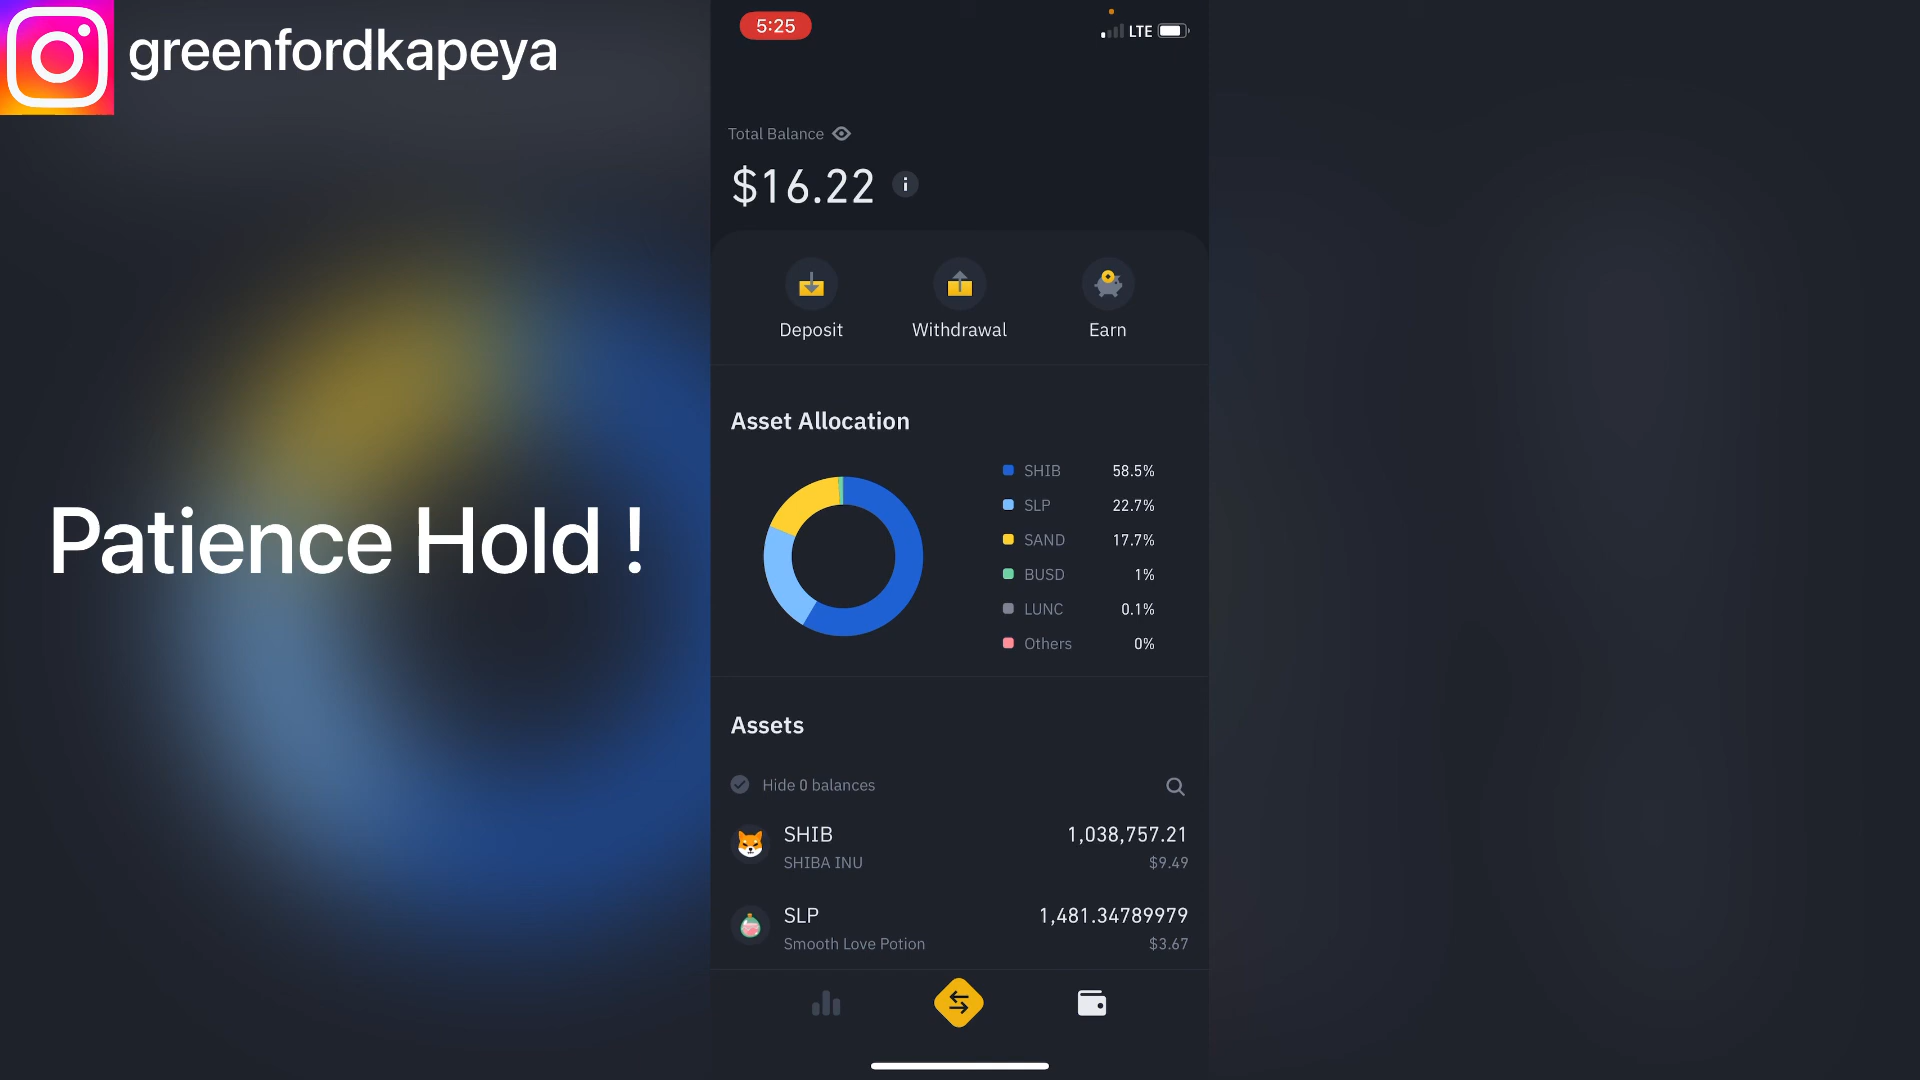 greenfordkapeya
5:25
LTE
Total Balance
$16.22
Deposit
Withdrawal
Earn
Asset Allocation
SHIB 58.5%
SLP 22.7%
SAND 17.7%
BUSD 1%
LUNC 0.1%
Others 0%
Patience Hold !
Assets
Hide 0 balances
SHIB 1,038,757.21
SHIBA INU $9.49
SLP 1,481.34789979
Smooth Love Potion $3.67